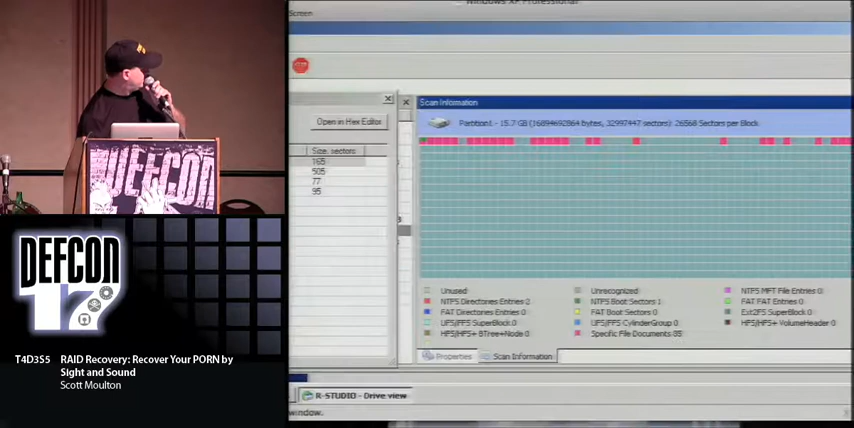 Windows XP Professional
Screen
Scan Information
Open in Hex Editor
Partition1 - 15.7 GB (16894692864 bytes, 32997447 sectors) 26568 Sectors per Block
Size, sectors
165
505
77
95
Unused
Unrecognized
NTFS MFT File Entries 0
NTFS Directories Entries 2
NTFS Boot Sectors 1
FAT FAT Entries 0
FAT Directories Entries 0
FAT Boot Sectors 0
Ext2FS SuperBlock 0
UFS/FFS SuperBlock 0
UFS/FFS CylinderGroup 0
HFS/HFS+ VolumeHeader 0
HFS/HFS+ BTree+Node 0
Specific File Documents 35
Properties
Scan Information
R-STUDIO - Drive view
window.
DEFCON
DEFCON
17
T4D3S5
RAID Recovery: Recover Your PORN by
Sight and Sound
Scott Moulton